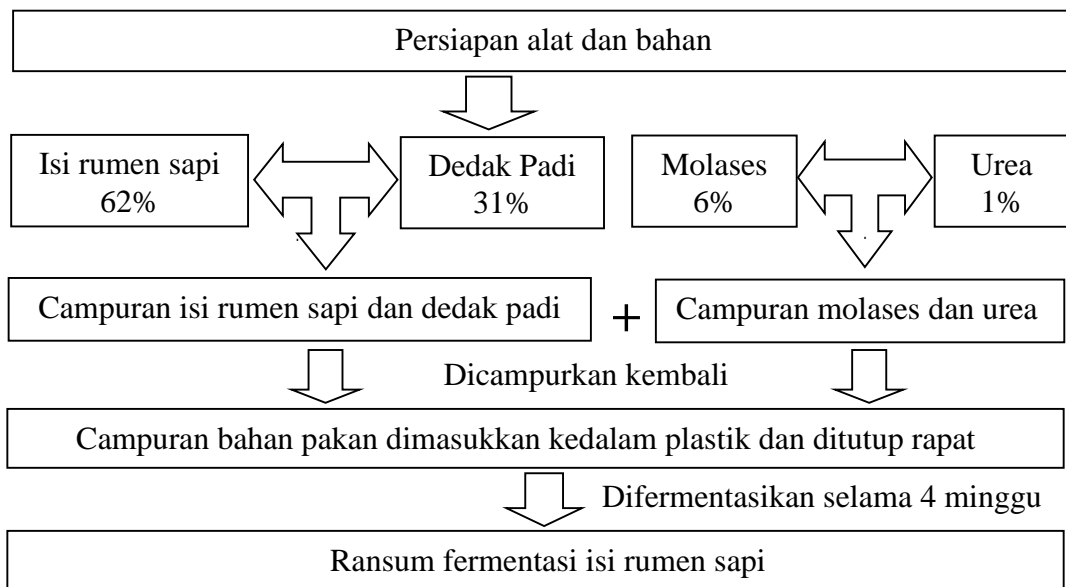 Persiapan alat dan bahan
Isi rumen sapi
62%
Dedak Padi
31%
Molases
6%
Urea
1%
Campuran isi rumen sapi dan dedak padi
+
Campuran molases dan urea
Dicampurkan kembali
Campuran bahan pakan dimasukkan kedalam plastik dan ditutup rapat
Difermentasikan selama 4 minggu
Ransum fermentasi isi rumen sapi